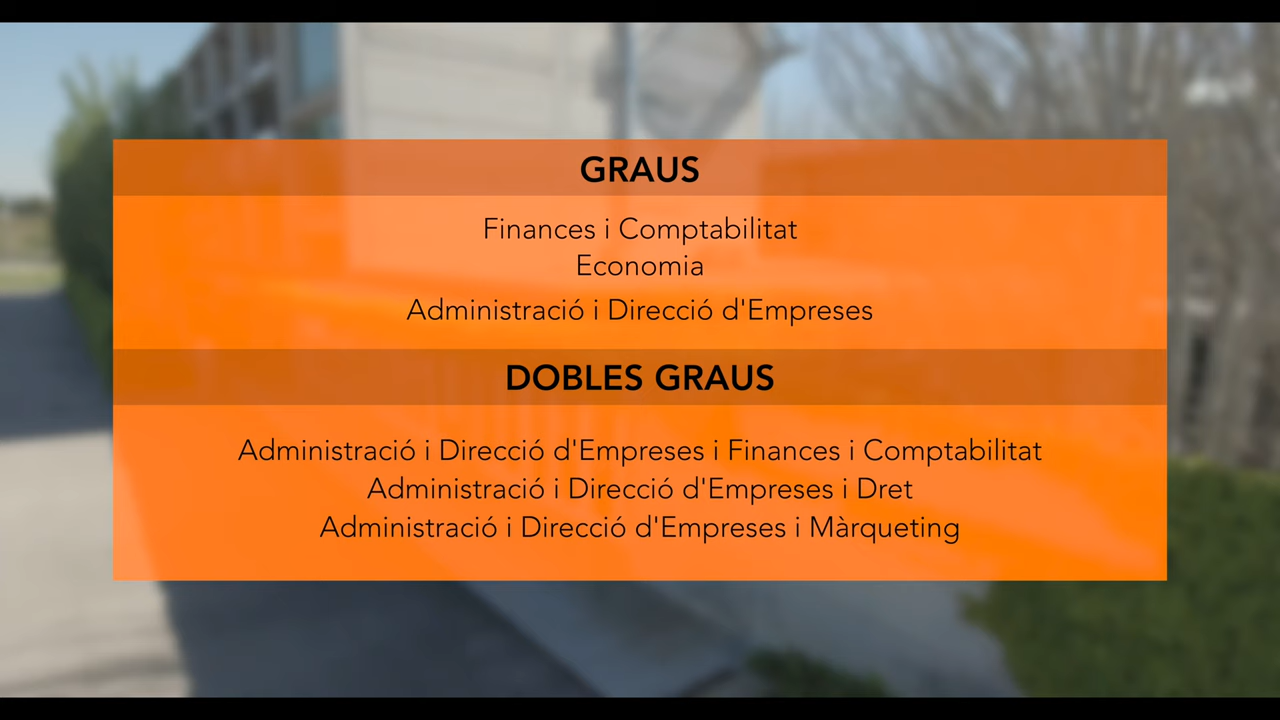 GRAUS
Finances i Comptabilitat
Economia
Administració i Direcció d'Empreses
DOBLES GRAUS
Administració i Direcció d'Empreses i Finances i Comptabilitat
Administració i Direcció d'Empreses i Dret
Administració i Direcció d'Empreses i Màrqueting